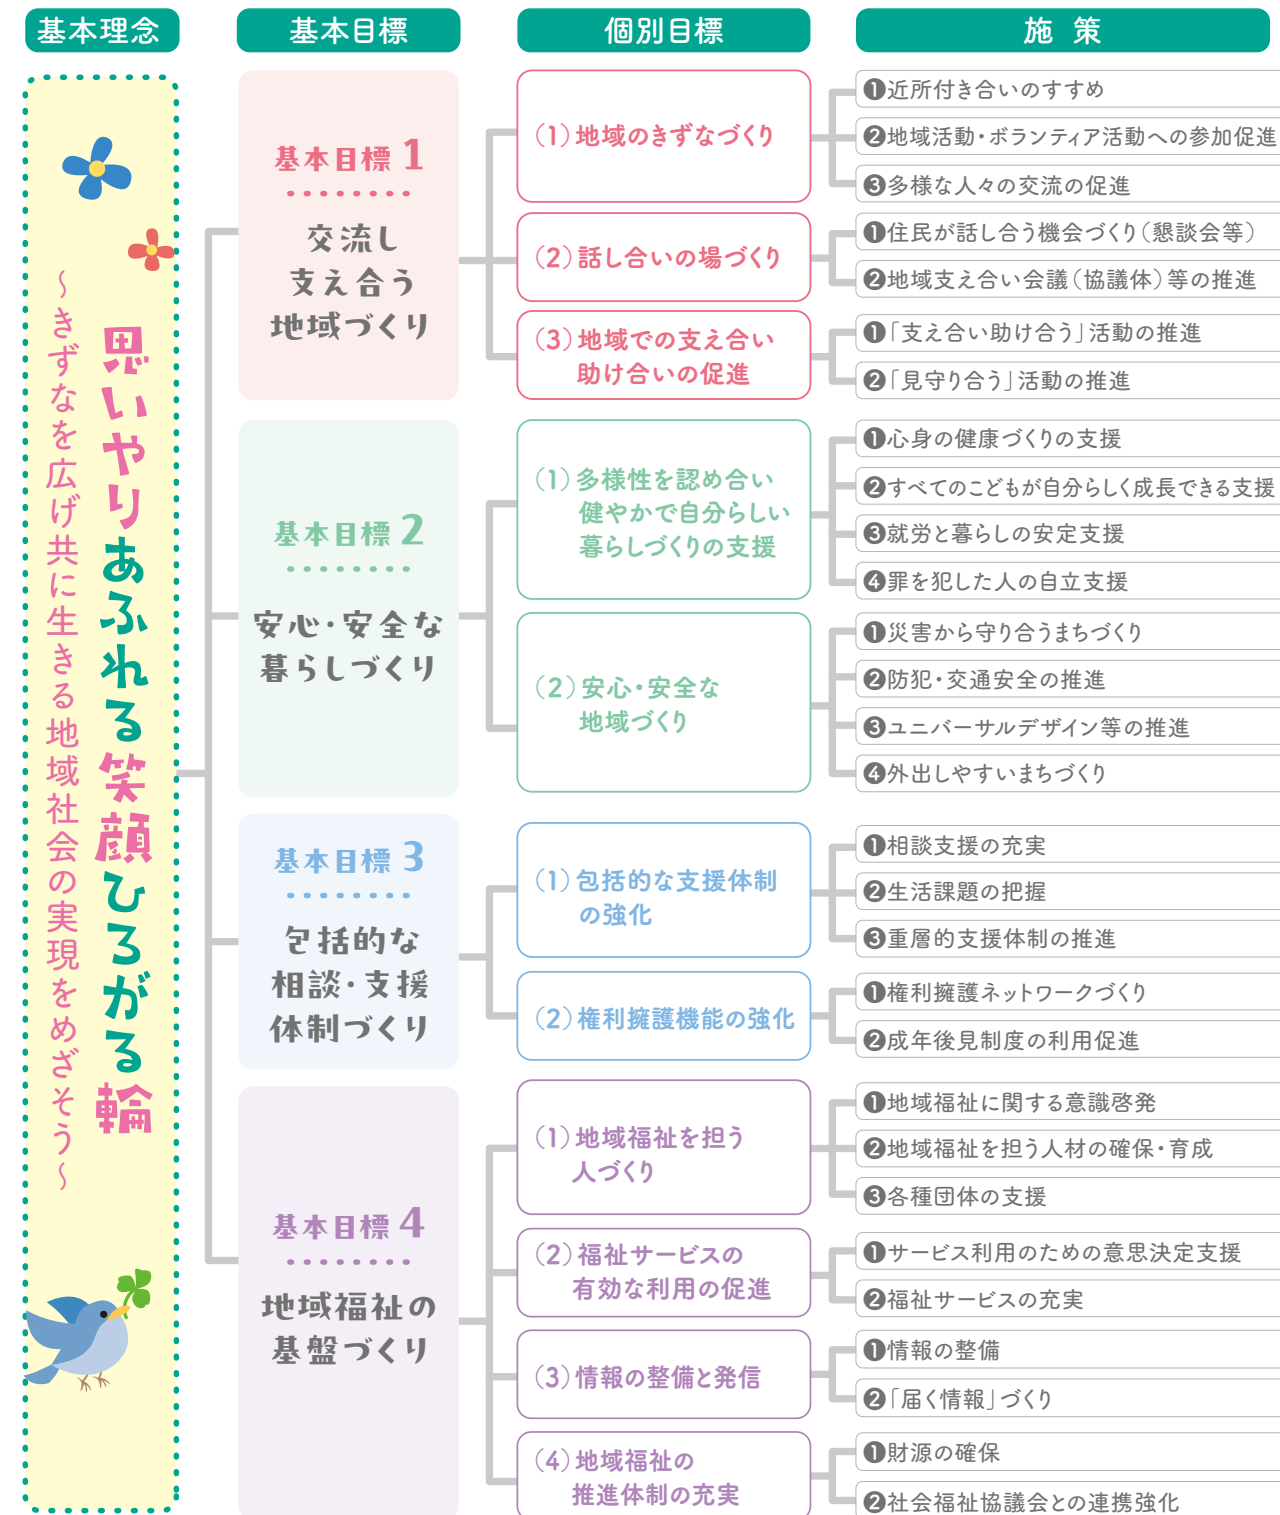 基本理念
基本目標
個別目標
施 策
思いやりあふれる笑顔ひろがる輪
～きずなを広げ共に生きる地域社会の実現をめざそう～
基本目標 1
交流し
支え合う
地域づくり
(1)地域のきずなづくり
❶近所付き合いのすすめ
❷地域活動・ボランティア活動への参加促進
❸多様な人々の交流の促進
(2)話し合いの場づくり
❶住民が話し合う機会づくり(懇談会等)
❷地域支え合い会議(協議体)等の推進
(3)地域での支え合い
助け合いの促進
❶「支え合い助け合う」活動の推進
❷「見守り合う」活動の推進
基本目標 2
安心・安全な
暮らしづくり
(1)多様性を認め合い
健やかで自分らしい
暮らしづくりの支援
❶心身の健康づくりの支援
❷すべてのこどもが自分らしく成長できる支援
❸就労と暮らしの安定支援
❹罪を犯した人の自立支援
(2)安心・安全な
地域づくり
❶災害から守り合うまちづくり
❷防犯・交通安全の推進
❸ユニバーサルデザイン等の推進
❹外出しやすいまちづくり
基本目標 3
包括的な
相談・支援
体制づくり
(1)包括的な支援体制
の強化
❶相談支援の充実
❷生活課題の把握
❸重層的支援体制の推進
(2)権利擁護機能の強化
❶権利擁護ネットワークづくり
❷成年後見制度の利用促進
基本目標 4
地域福祉の
基盤づくり
(1)地域福祉を担う
人づくり
❶地域福祉に関する意識啓発
❷地域福祉を担う人材の確保・育成
❸各種団体の支援
(2)福祉サービスの
有効な利用の促進
❶サービス利用のための意思決定支援
❷福祉サービスの充実
(3)情報の整備と発信
❶情報の整備
❷「届く情報」づくり
(4)地域福祉の
推進体制の充実
❶財源の確保
❷社会福祉協議会との連携強化